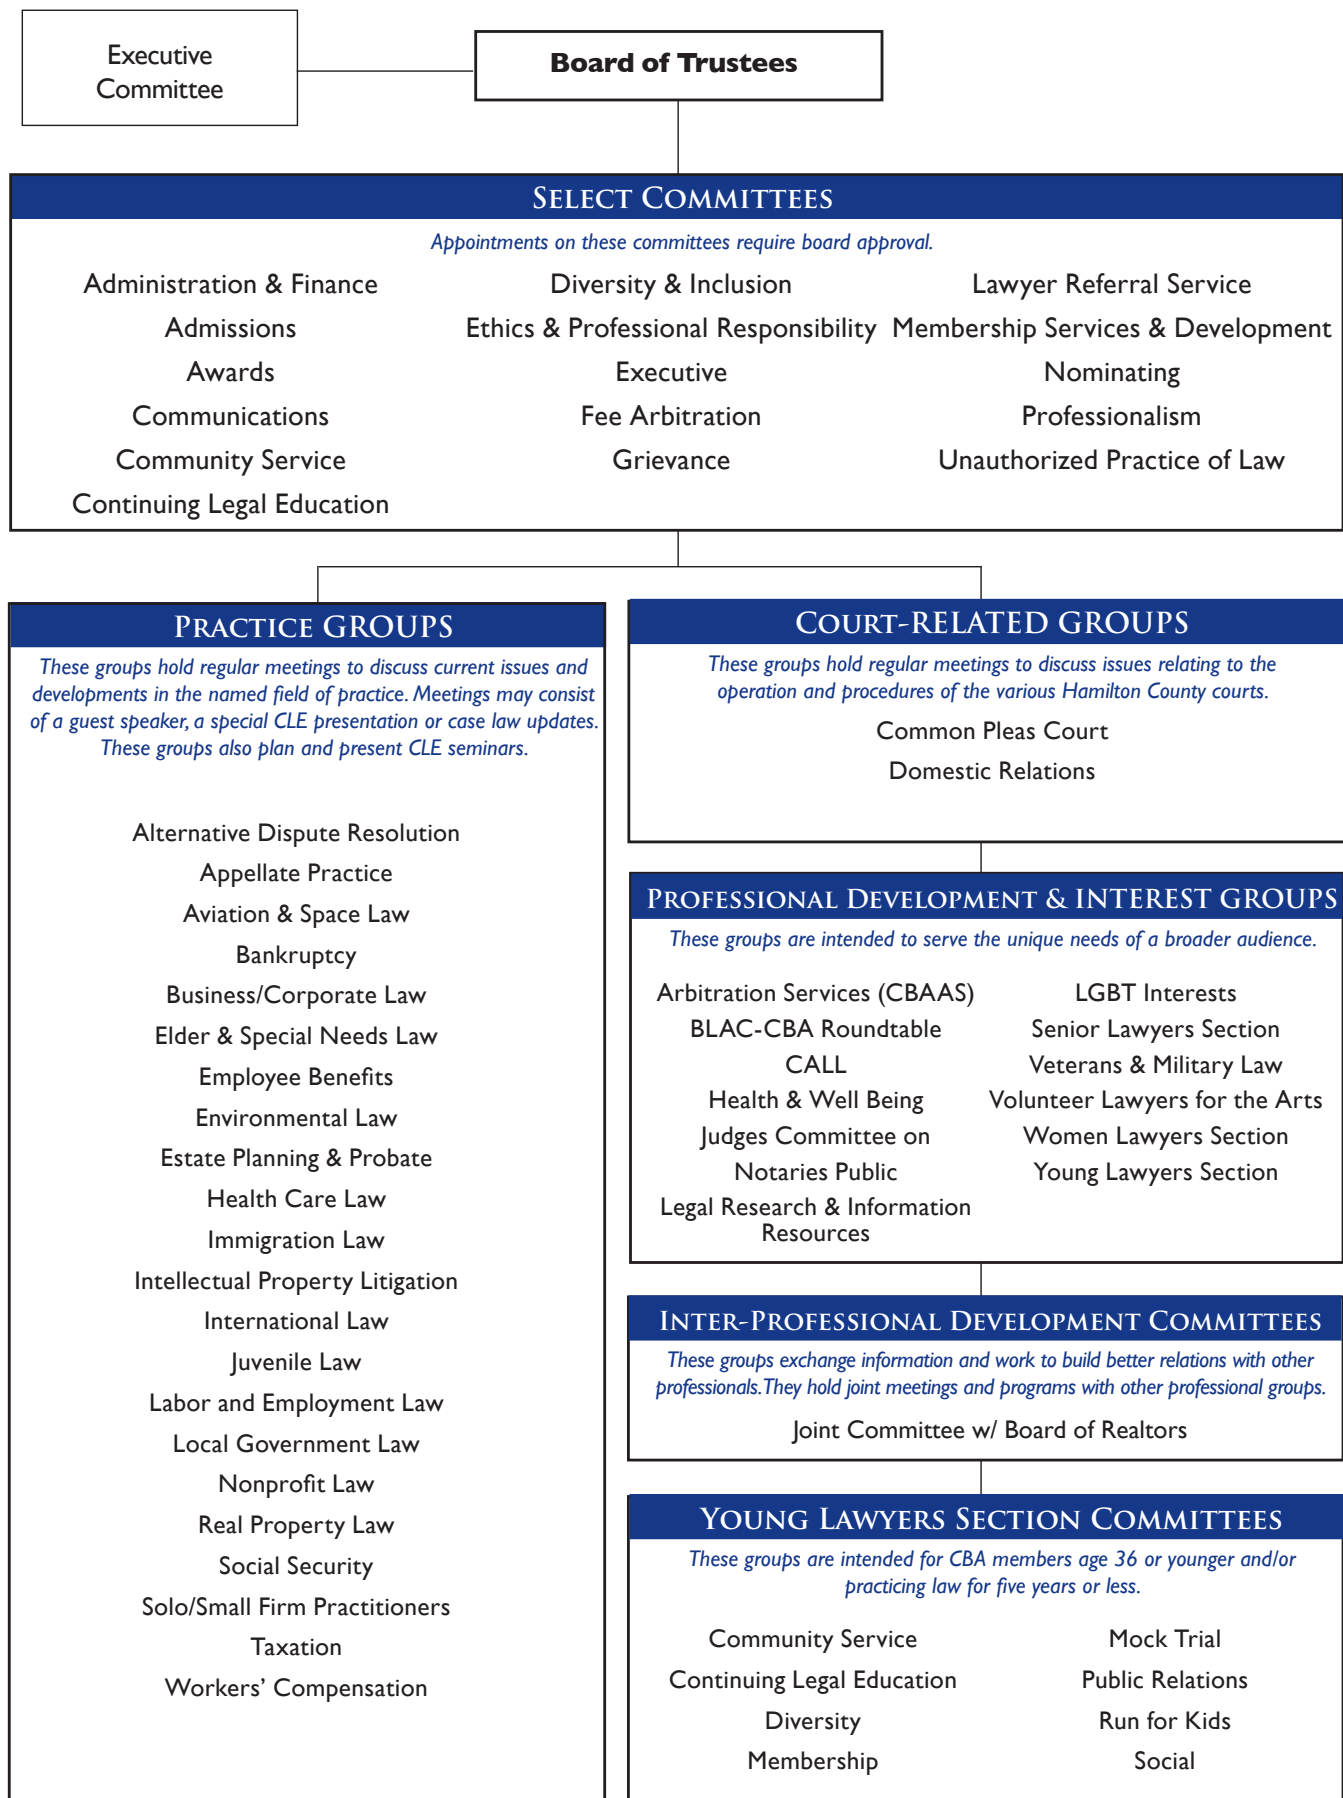 Executive
Committee
Board of Trustees
SELECT COMMITTEES
Appointments on these committees require board approval.
Administration & Finance
Admissions
Awards
Communications
Community Service
Continuing Legal Education
Diversity & Inclusion
Ethics & Professional Responsibility
Executive
Fee Arbitration
Grievance
Lawyer Referral Service
Membership Services & Development
Nominating
Professionalism
Unauthorized Practice of Law
PRACTICE GROUPS
These groups hold regular meetings to discuss current issues and
developments in the named field of practice. Meetings may consist
of a guest speaker, a special CLE presentation or case law updates.
These groups also plan and present CLE seminars.
Alternative Dispute Resolution
Appellate Practice
Aviation & Space Law
Bankruptcy
Business/Corporate Law
Elder & Special Needs Law
Employee Benefits
Environmental Law
Estate Planning & Probate
Health Care Law
Immigration Law
Intellectual Property Litigation
International Law
Juvenile Law
Labor and Employment Law
Local Government Law
Nonprofit Law
Real Property Law
Social Security
Solo/Small Firm Practitioners
Taxation
Workers' Compensation
COURT-RELATED GROUPS
These groups hold regular meetings to discuss issues relating to the
operation and procedures of the various Hamilton County courts.
Common Pleas Court
Domestic Relations
PROFESSIONAL DEVELOPMENT & INTEREST GROUPS
These groups are intended to serve the unique needs of a broader audience.
Arbitration Services (CBAAS)
BLAC-CBA Roundtable
CALL
Health & Well Being
Judges Committee on
Notaries Public
Legal Research & Information
Resources
LGBT Interests
Senior Lawyers Section
Veterans & Military Law
Volunteer Lawyers for the Arts
Women Lawyers Section
Young Lawyers Section
INTER-PROFESSIONAL DEVELOPMENT COMMITTEES
These groups exchange information and work to build better relations with other
professionals. They hold joint meetings and programs with other professional groups.
Joint Committee w/ Board of Realtors
YOUNG LAWYERS SECTION COMMITTEES
These groups are intended for CBA members age 36 or younger and/or
practicing law for five years or less.
Community Service
Continuing Legal Education
Diversity
Membership
Mock Trial
Public Relations
Run for Kids
Social